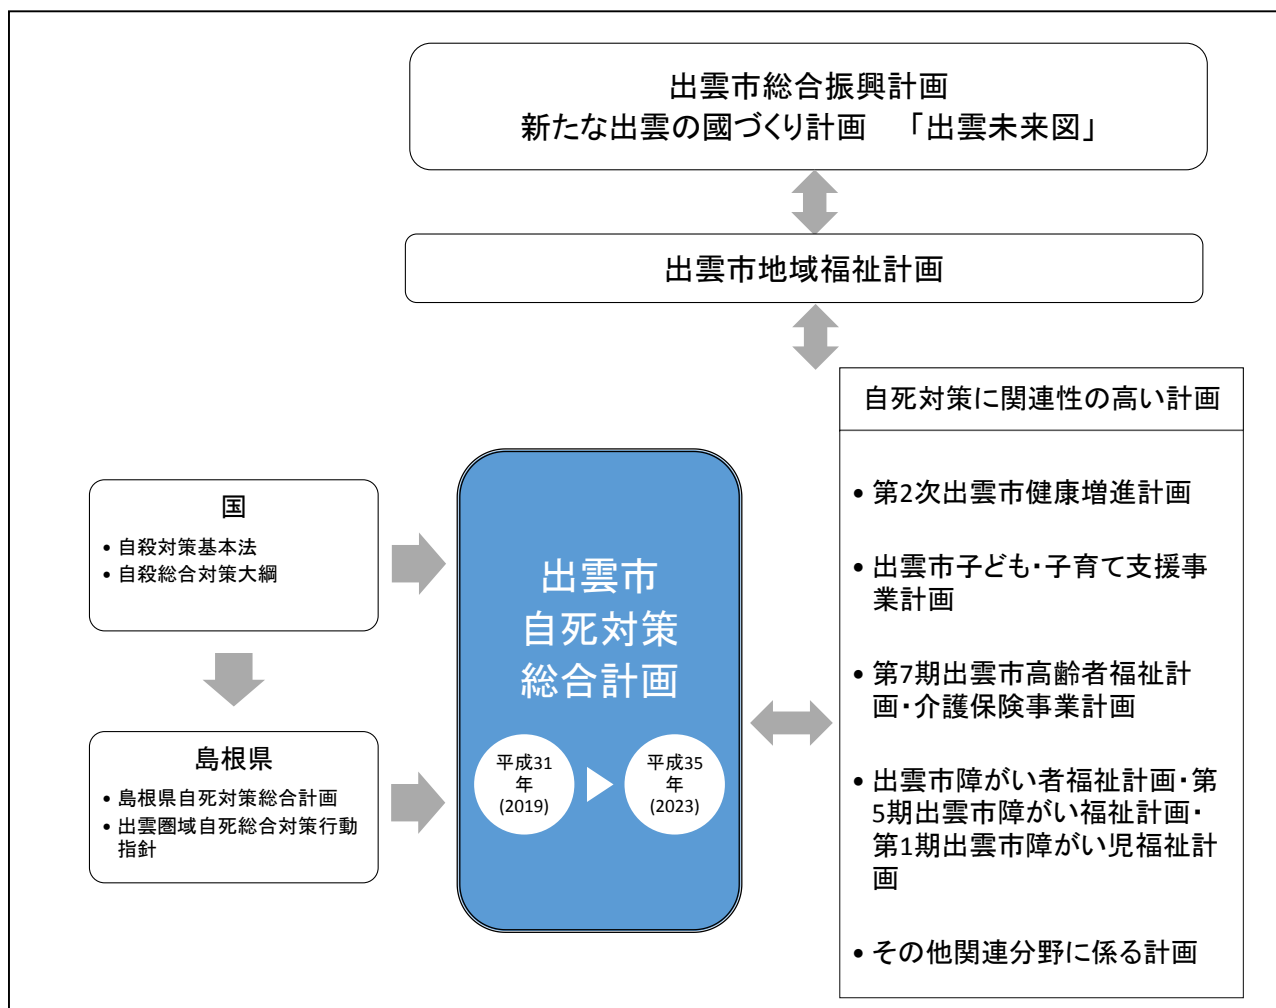 出雲市総合振興計画
新たな出雲の國づくり計画　「出雲未来図」
出雲市地域福祉計画
国
• 自殺対策基本法
• 自殺総合対策大綱
島根県
• 島根県自死対策総合計画
• 出雲圏域自死総合対策行動
指針
出雲市
自死対策
総合計画
平成31
年
(2019)
平成35
年
(2023)
自死対策に関連性の高い計画
• 第2次出雲市健康増進計画
• 出雲市子ども・子育て支援事
業計画
• 第7期出雲市高齢者福祉計
画・介護保険事業計画
• 出雲市障がい者福祉計画・第
5期出雲市障がい福祉計画・
第1期出雲市障がい児福祉計
画
• その他関連分野に係る計画